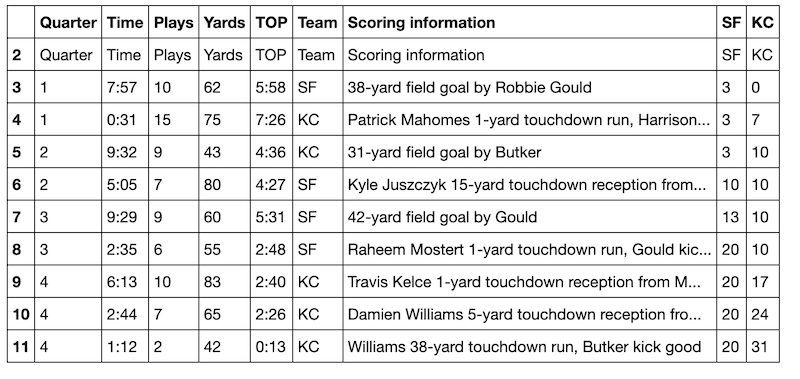 Quarter Time Plays Yards TOP Team Scoring information SF KC
2 Quarter Time Plays Yards TOP Team Scoring information SF KC
3 1 7:57 10 62 5:58 SF 38-yard field goal by Robbie Gould 3 0
4 1 0:31 15 75 7:26 KC Patrick Mahomes 1-yard touchdown run, Harrison... 3 7
5 2 9:32 9 43 4:36 KC 31-yard field goal by Butker 3 10
6 2 5:05 7 80 4:27 SF Kyle Juszczyk 15-yard touchdown reception from... 10 10
7 3 9:29 9 60 5:31 SF 42-yard field goal by Gould 13 10
8 3 2:35 6 55 2:48 SF Raheem Mostert 1-yard touchdown run, Gould kic... 20 10
9 4 6:13 10 83 2:40 KC Travis Kelce 1-yard touchdown reception from M... 20 17
10 4 2:44 7 65 2:26 KC Damien Williams 5-yard touchdown reception fro... 20 24
11 4 1:12 2 42 0:13 KC Williams 38-yard touchdown run, Butker kick good 20 31